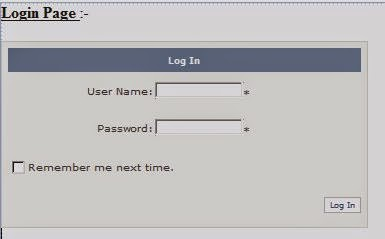 Login Page :-
Log In
User Name: *
Password: *
Remember me next time.
Log In